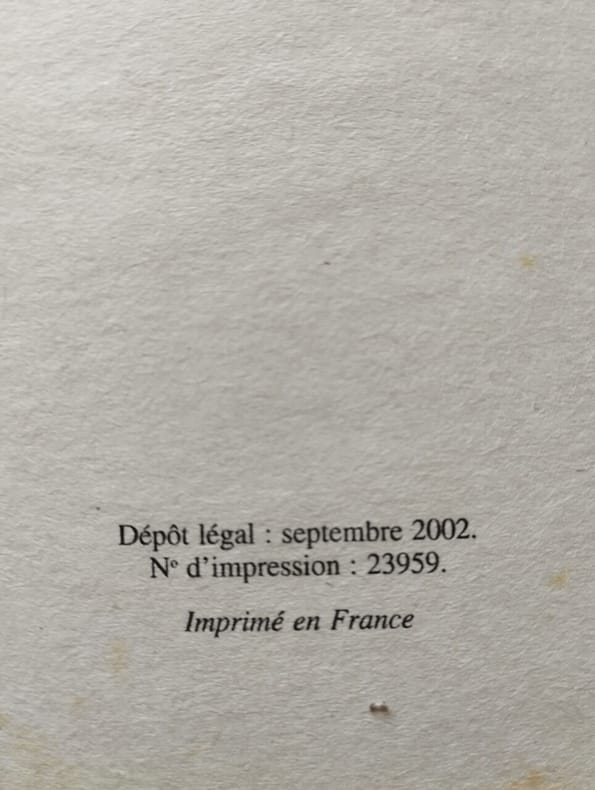 Dépôt légal : septembre 2002.
Nº d'impression : 23959.
Imprimé en France